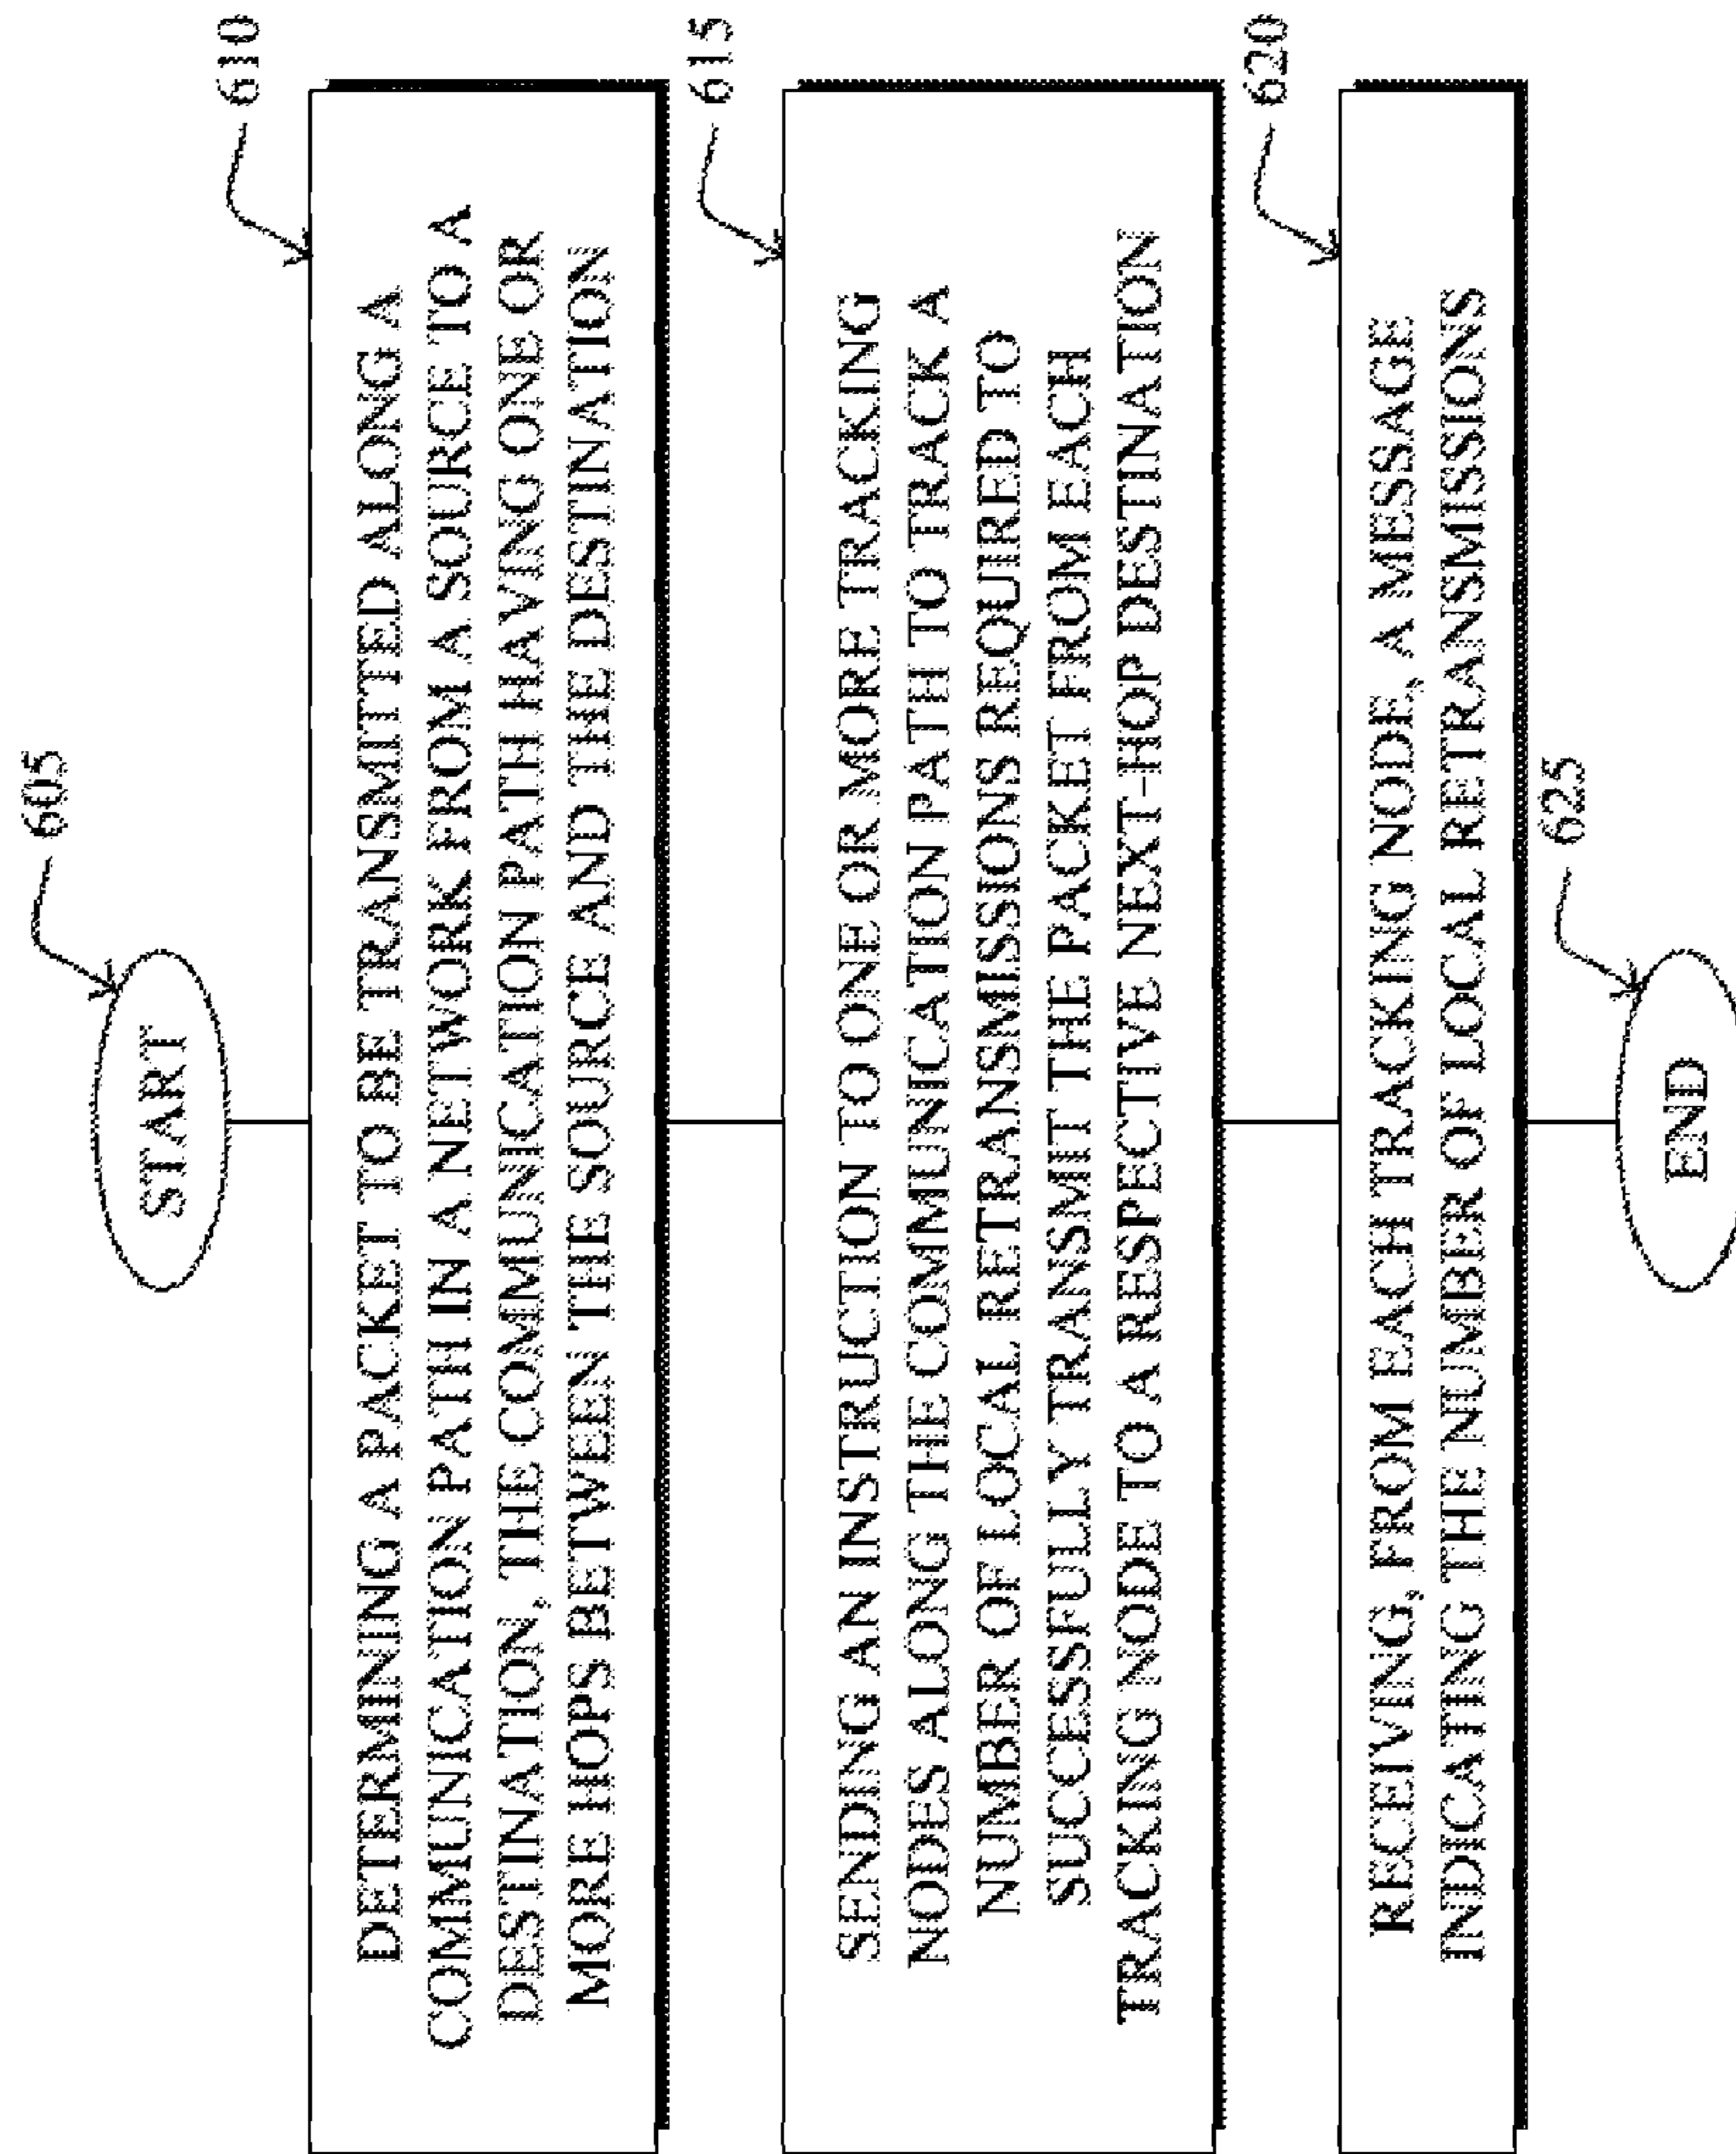 605
START
610
DETERMINING A PACKET TO BE TRANSMITTED ALONG A
COMMUNICATION PATH IN A NETWORK FROM A SOURCE TO A
DESTINATION, THE COMMUNICATION PATH HAVING ONE OR
MORE HOPS BETWEEN THE SOURCE AND THE DESTINATION
615
SENDING AN INSTRUCTION TO ONE OR MORE TRACKING
NODES ALONG THE COMMUNICATION PATH TO TRACK A
NUMBER OF LOCAL RETRANSMISSIONS REQUIRED TO
SUCCESSFULLY TRANSMIT THE PACKET FROM EACH
TRACKING NODE TO A RESPECTIVE NEXT-HOP DESTINATION
620
RECEIVING, FROM EACH TRACKING NODE, A MESSAGE
INDICATING THE NUMBER OF LOCAL RETRANSMISSIONS
625
END